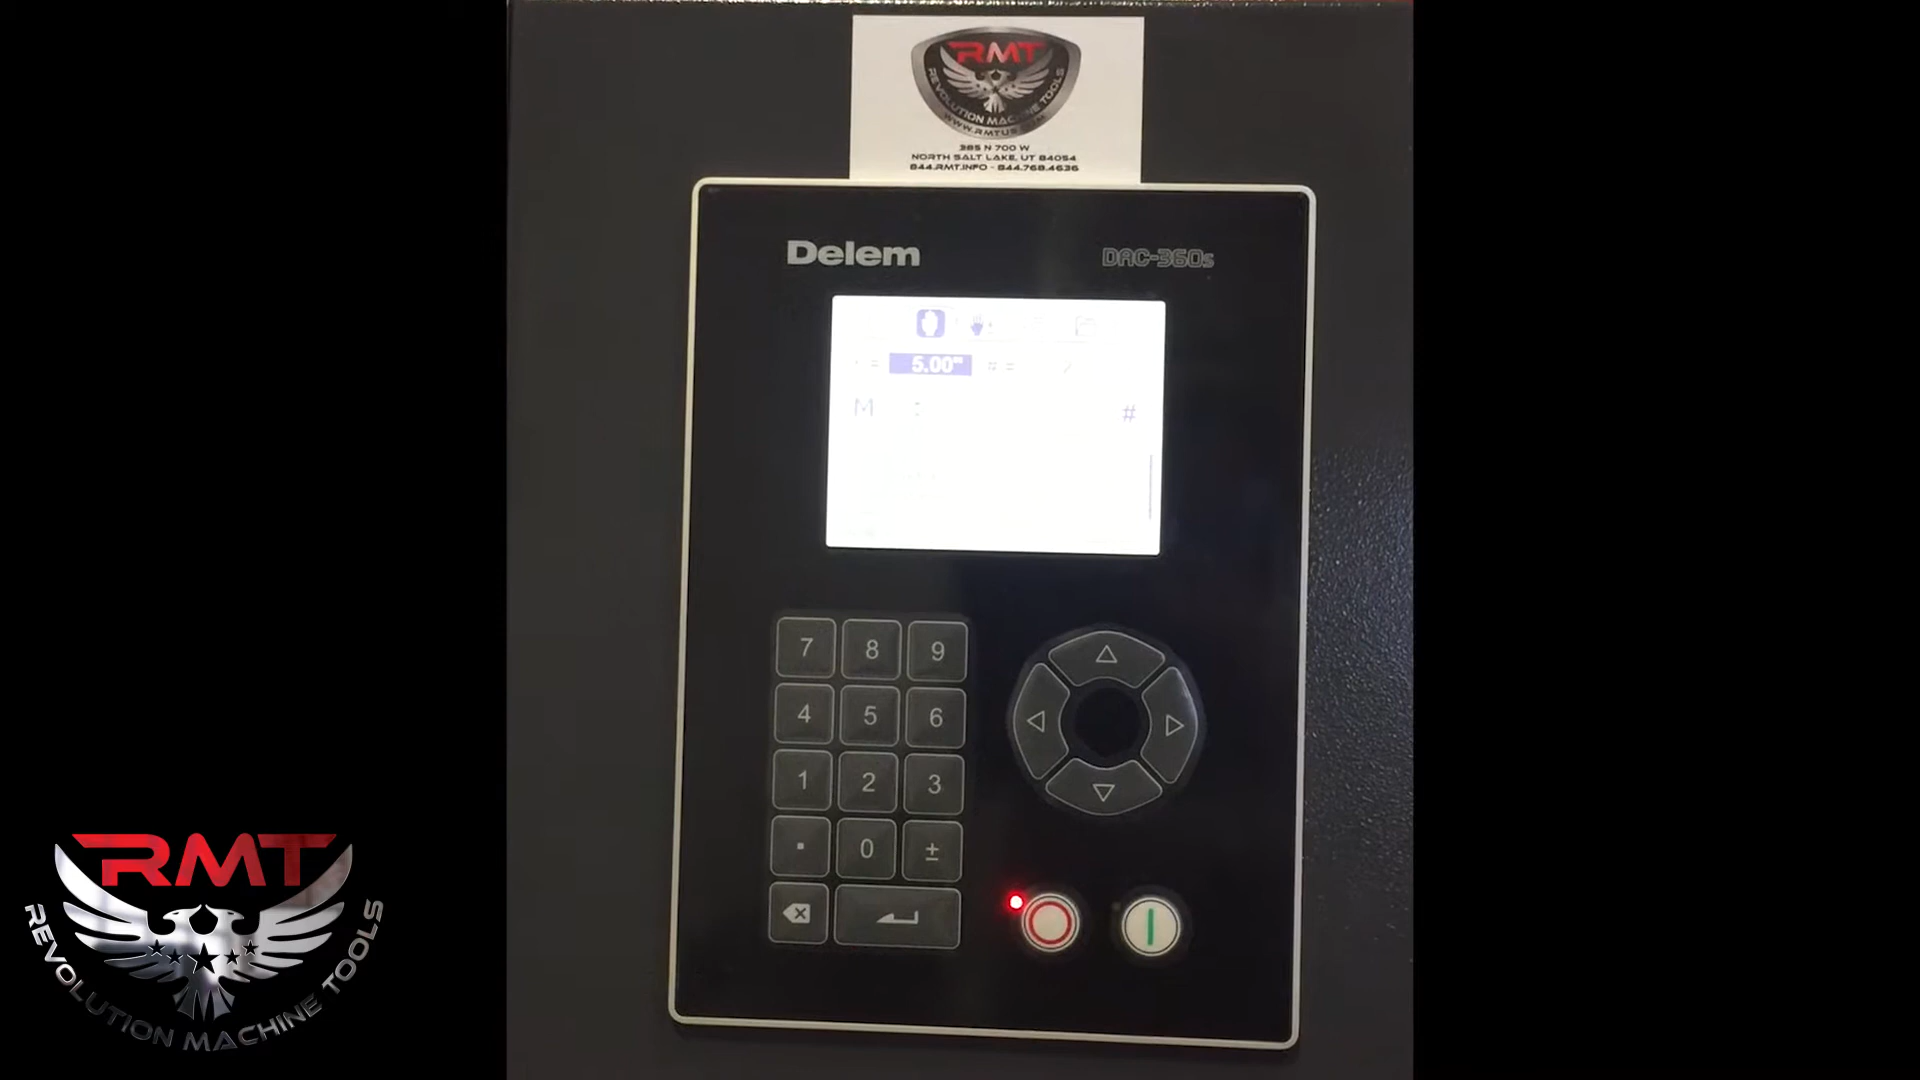 RMT
REVOLUTION MACHINE TOOLS
WWW.RMTUS.COM
385 N 700 W
NORTH SALT LAKE, UT 84054
844.RMT.INFO - 844.768.4636
Delem
DAC-360s
= 5.00" = /
M : #
7 8 9
4 5 6
1 2 3
. 0 ±
RMT
REVOLUTION MACHINE TOOLS